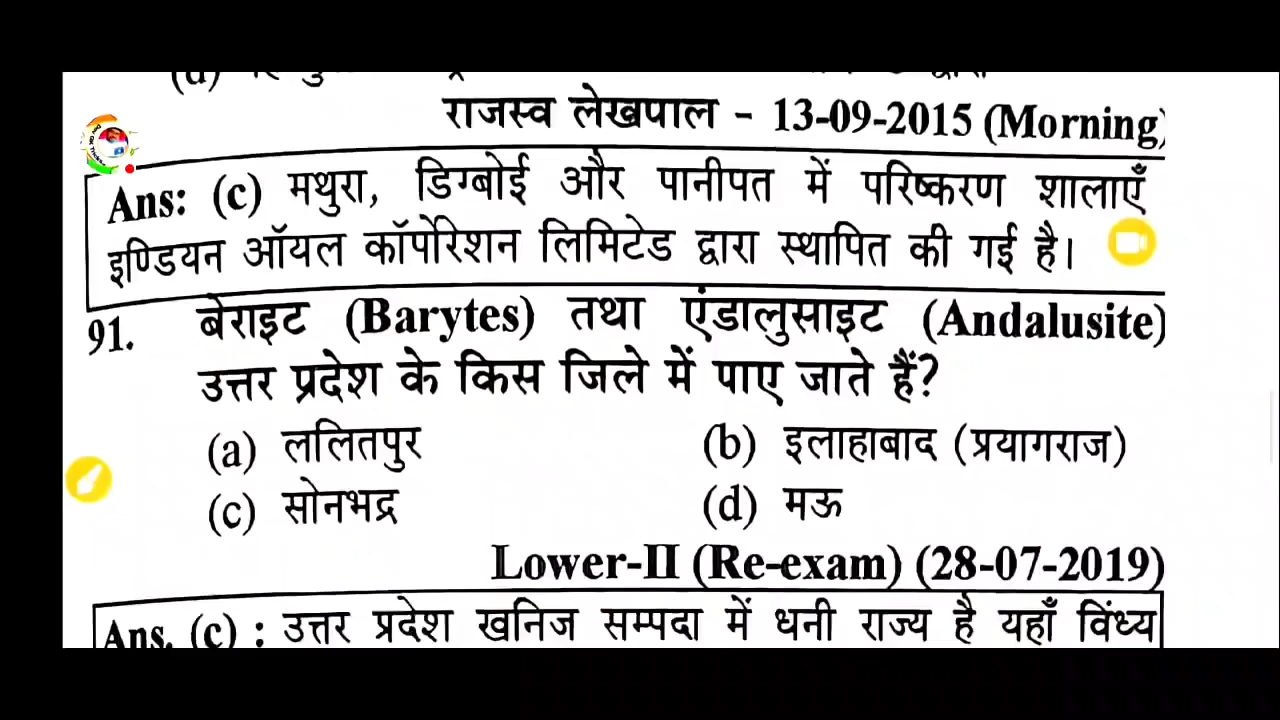 राजस्व लेखपाल - 13-09-2015 (Morning)
Ans: (c) मथुरा, डिग्बोई और पानीपत में परिष्करण शालाएँ
इण्डियन ऑयल कॉर्पोरेशन लिमिटेड द्वारा स्थापित की गई है।
91. बेराइट (Barytes) तथा एंडालुसाइट (Andalusite)
उत्तर प्रदेश के किस जिले में पाए जाते हैं?
(a) ललितपुर (b) इलाहाबाद (प्रयागराज)
(c) सोनभद्र (d) मऊ
Lower-II (Re-exam) (28-07-2019)
Ans. (c) : उत्तर प्रदेश खनिज सम्पदा में धनी राज्य है यहाँ विंध्य